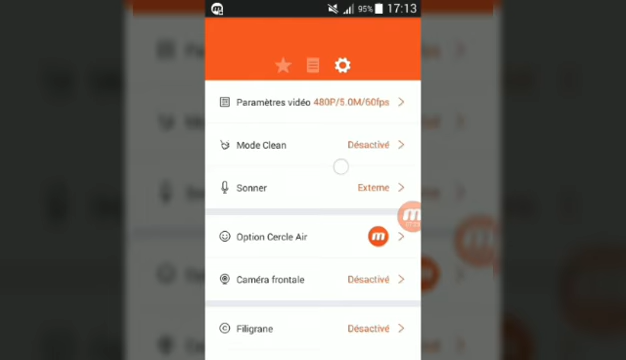 95% 17:13
Paramètres vidéo 480P/5.0M/60fps
Mode Clean Désactivé
Sonner Externe
Option Cercle Air
Caméra frontale Désactivé
Filigrane Désactivé